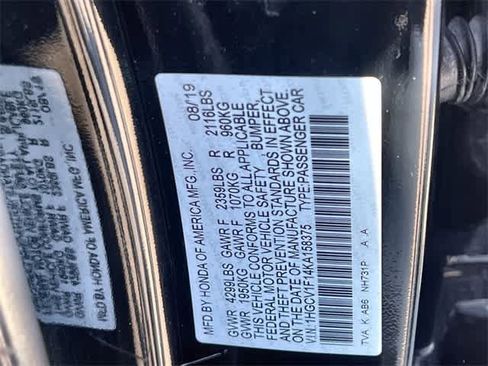 MFD. BY HONDA OF AMERICA MFG., INC. 08/19
GVWR 4299LBS GAWR F 2359LBS R 2116LBS
GVWR 1950KG GAWR F 1070KG R 960KG
THIS VEHICLE CONFORMS TO ALL APPLICABLE
FEDERAL MOTOR VEHICLE SAFETY, BUMPER,
AND THEFT PREVENTION STANDARDS IN EFFECT
ON THE DATE OF MANUFACTURE SHOWN ABOVE.
V.I.N: 1HGCV1F14KA158375 TYPE:PASSENGER CAR
TVA K AB6 NH731P A A